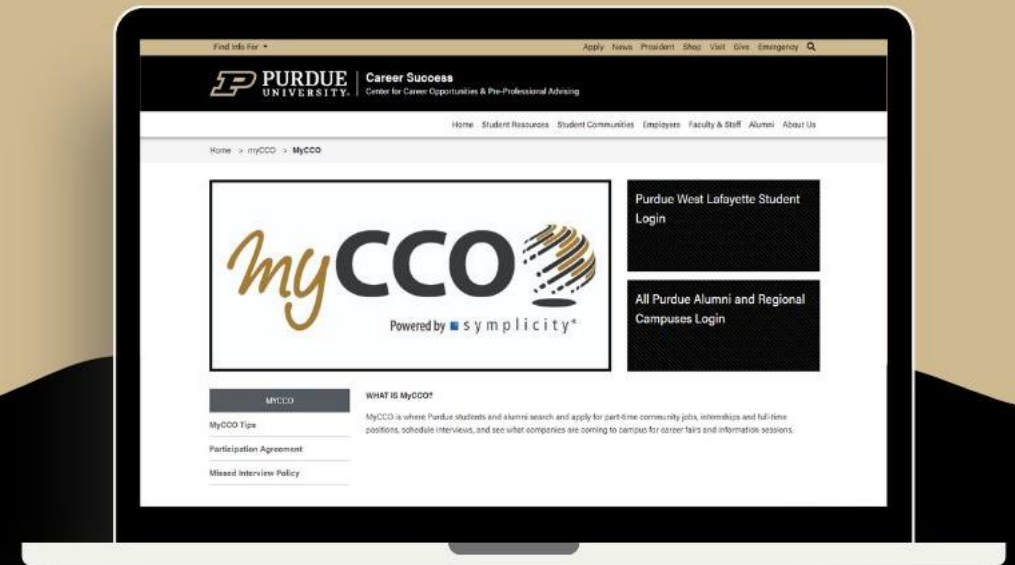 Find Info For
Apply News President Shop Visit Give Emergency
PURDUE
UNIVERSITY.
Career Success
Center for Career Opportunities & Pre-Professional Advising
Home Student Resources Student Communities Employers Faculty & Staff Alumni About Us
Home > myCCO > MyCCO
myCCO
Powered by symplicity®
Purdue West Lafayette Student
Login
All Purdue Alumni and Regional
Campuses Login
MYCCO
MyCCO Tips
Participation Agreement
Missed Interview Policy
WHAT IS MyCCO?
MyCCO is where Purdue students and alumni search and apply for part-time community jobs, internships and full-time
positions, schedule interviews, and see what companies are coming to campus for career fairs and information sessions.